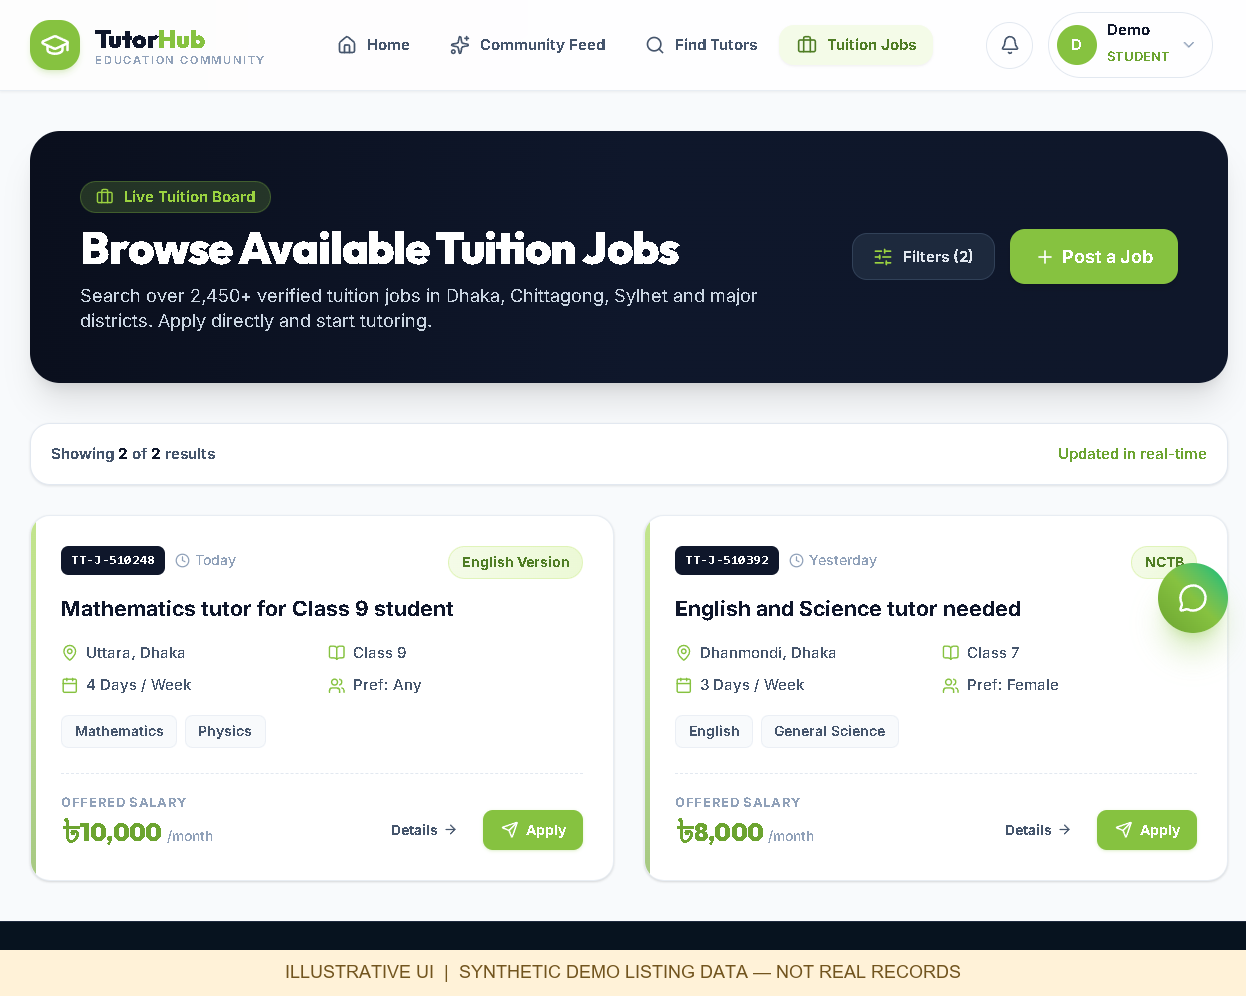 TutorHub
EDUCATION COMMUNITY
Home
Community Feed
Find Tutors
Tuition Jobs
D
Demo
STUDENT
Live Tuition Board
Browse Available Tuition Jobs
Search over 2,450+ verified tuition jobs in Dhaka, Chittagong, Sylhet and major
districts. Apply directly and start tutoring.
Filters (2)
+ Post a Job
Showing 2 of 2 results
Updated in real-time
TT-J-510248
Today
English Version
Mathematics tutor for Class 9 student
Uttara, Dhaka
Class 9
4 Days / Week
Pref: Any
Mathematics
Physics
OFFERED SALARY
৳10,000 /month
Details →
Apply
TT-J-510392
Yesterday
NCTB
English and Science tutor needed
Dhanmondi, Dhaka
Class 7
3 Days / Week
Pref: Female
English
General Science
OFFERED SALARY
৳8,000 /month
Details →
Apply
ILLUSTRATIVE UI | SYNTHETIC DEMO LISTING DATA — NOT REAL RECORDS